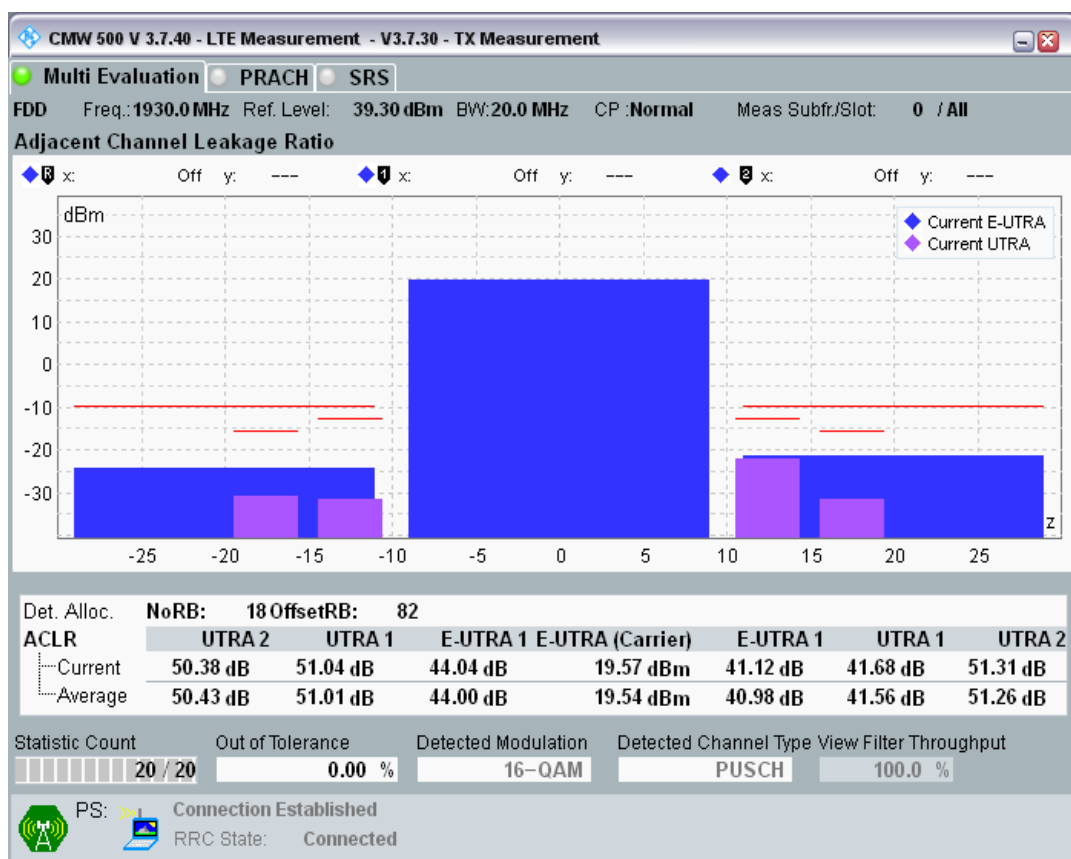 CMW 500 V 3.7.40 - LTE Measurement - V3.7.30 - TX Measurement
Multi Evaluation PRACH SRS
FDD Freq.: 1930.0 MHz Ref. Level: 39.30 dBm BW: 20.0 MHz CP : Normal Meas Subfr./Slot: 0 / All
Adjacent Channel Leakage Ratio
R x: Off y: --- 1 x: Off y: --- 2 x: Off y: ---
dBm
Current E-UTRA
Current UTRA
30
20
10
0
-10
-20
-30
z
-25 -20 -15 -10 -5 0 5 10 15 20 25
Det. Alloc. NoRB: 18 OffsetRB: 82
ACLR UTRA 2 UTRA 1 E-UTRA 1 E-UTRA (Carrier) E-UTRA 1 UTRA 1 UTRA 2
Current 50.38 dB 51.04 dB 44.04 dB 19.57 dBm 41.12 dB 41.68 dB 51.31 dB
Average 50.43 dB 51.01 dB 44.00 dB 19.54 dBm 40.98 dB 41.56 dB 51.26 dB
Statistic Count Out of Tolerance Detected Modulation Detected Channel Type View Filter Throughput
20 / 20 0.00 % 16-QAM PUSCH 100.0 %
PS: Connection Established
RRC State: Connected